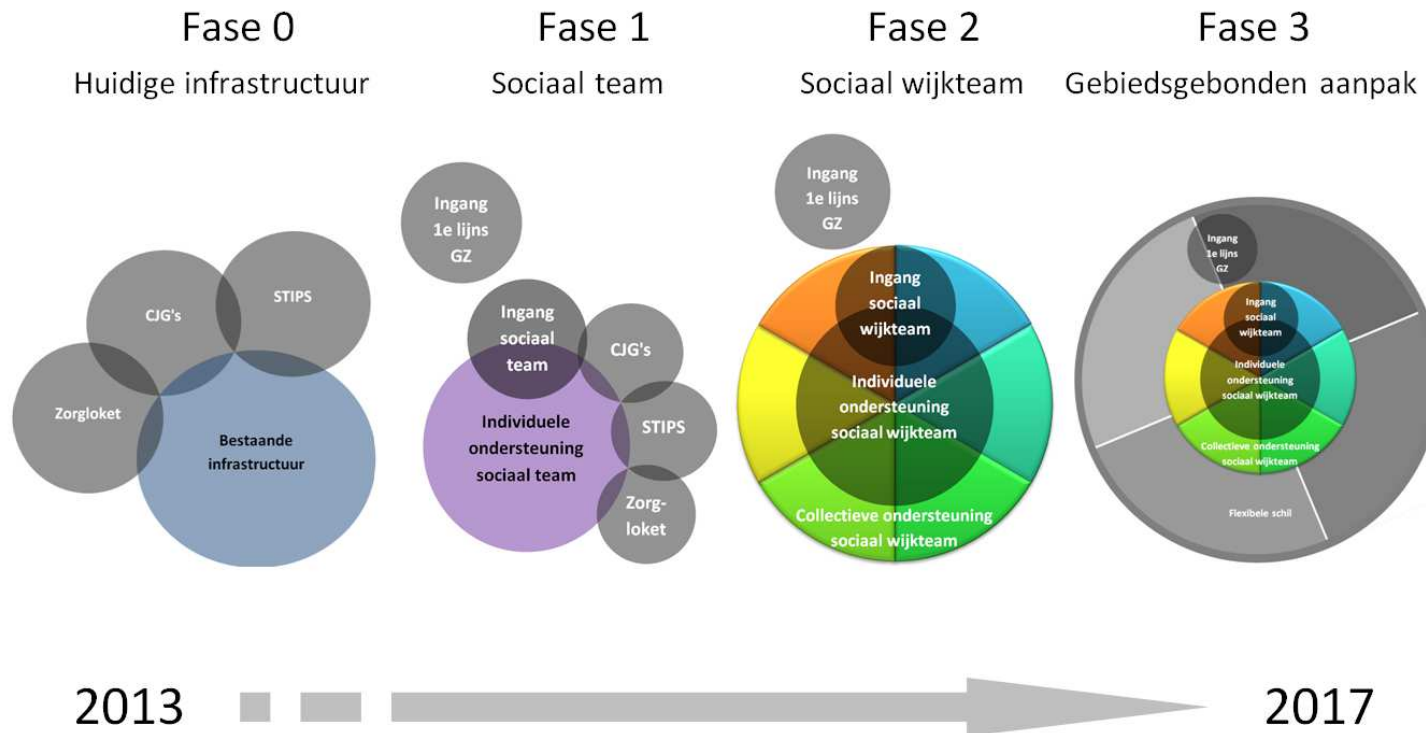 Fase 0
Huidige infrastructuur
STIPS
CJG's
Zorgloket
Bestaande
infrastructuur
Fase 1
Sociaal team
Ingang
1e lijns
GZ
Ingang
sociaal
team
CJG's
STIPS
Zorg-
loket
Individuele
ondersteuning
sociaal team
Fase 2
Sociaal wijkteam
Ingang
1e lijns
GZ
Ingang
sociaal
wijkteam
Individuele
ondersteuning
sociaal wijkteam
Collectieve ondersteuning
sociaal wijkteam
Fase 3
Gebiedsgebonden aanpak
Ingang
1e lijns
GZ
Ingang
sociaal
wijkteam
Individuele
ondersteuning
sociaal wijkteam
Collectieve ondersteuning
sociaal wijkteam
Flexibele schil
2013
2017